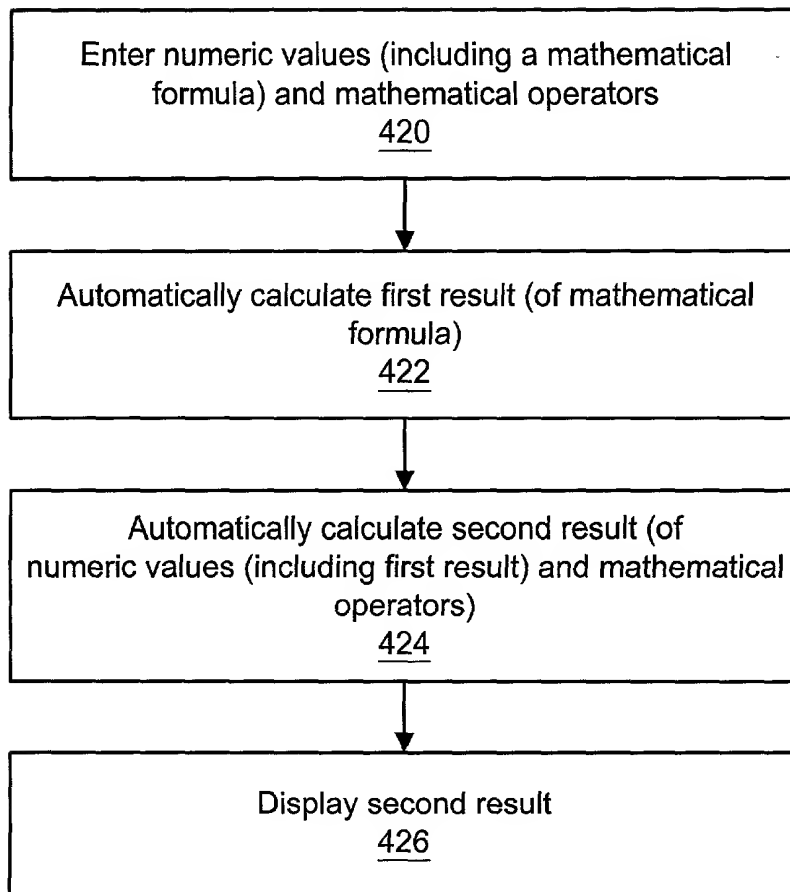 Enter numeric values (including a mathematical
formula) and mathematical operators
420
Automatically calculate first result (of mathematical
formula)
422
Automatically calculate second result (of
numeric values (including first result) and mathematical
operators)
424
Display second result
426